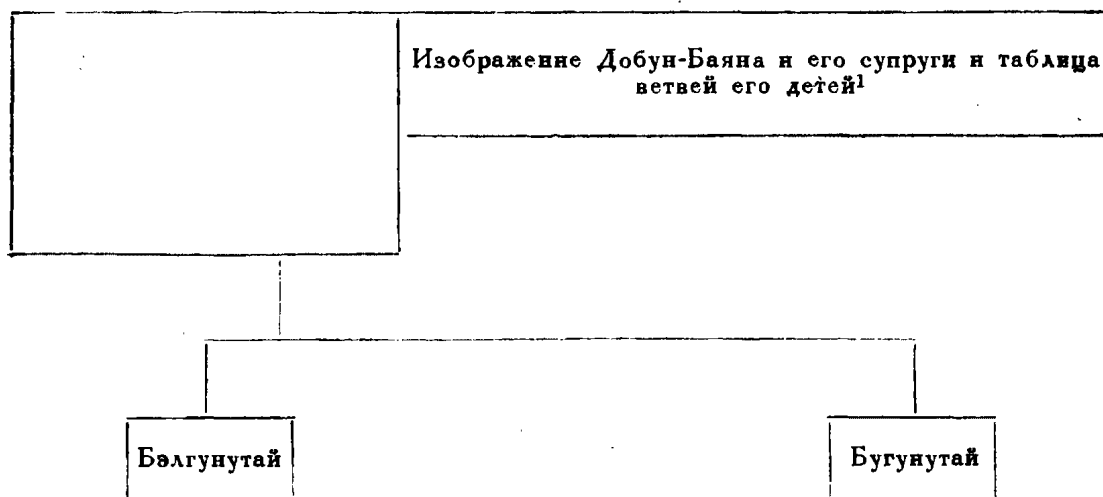 Изображение Добун-Баяна и его супруги и таблица
ветвей его детей¹
Бэлгунутай
Бугунутай